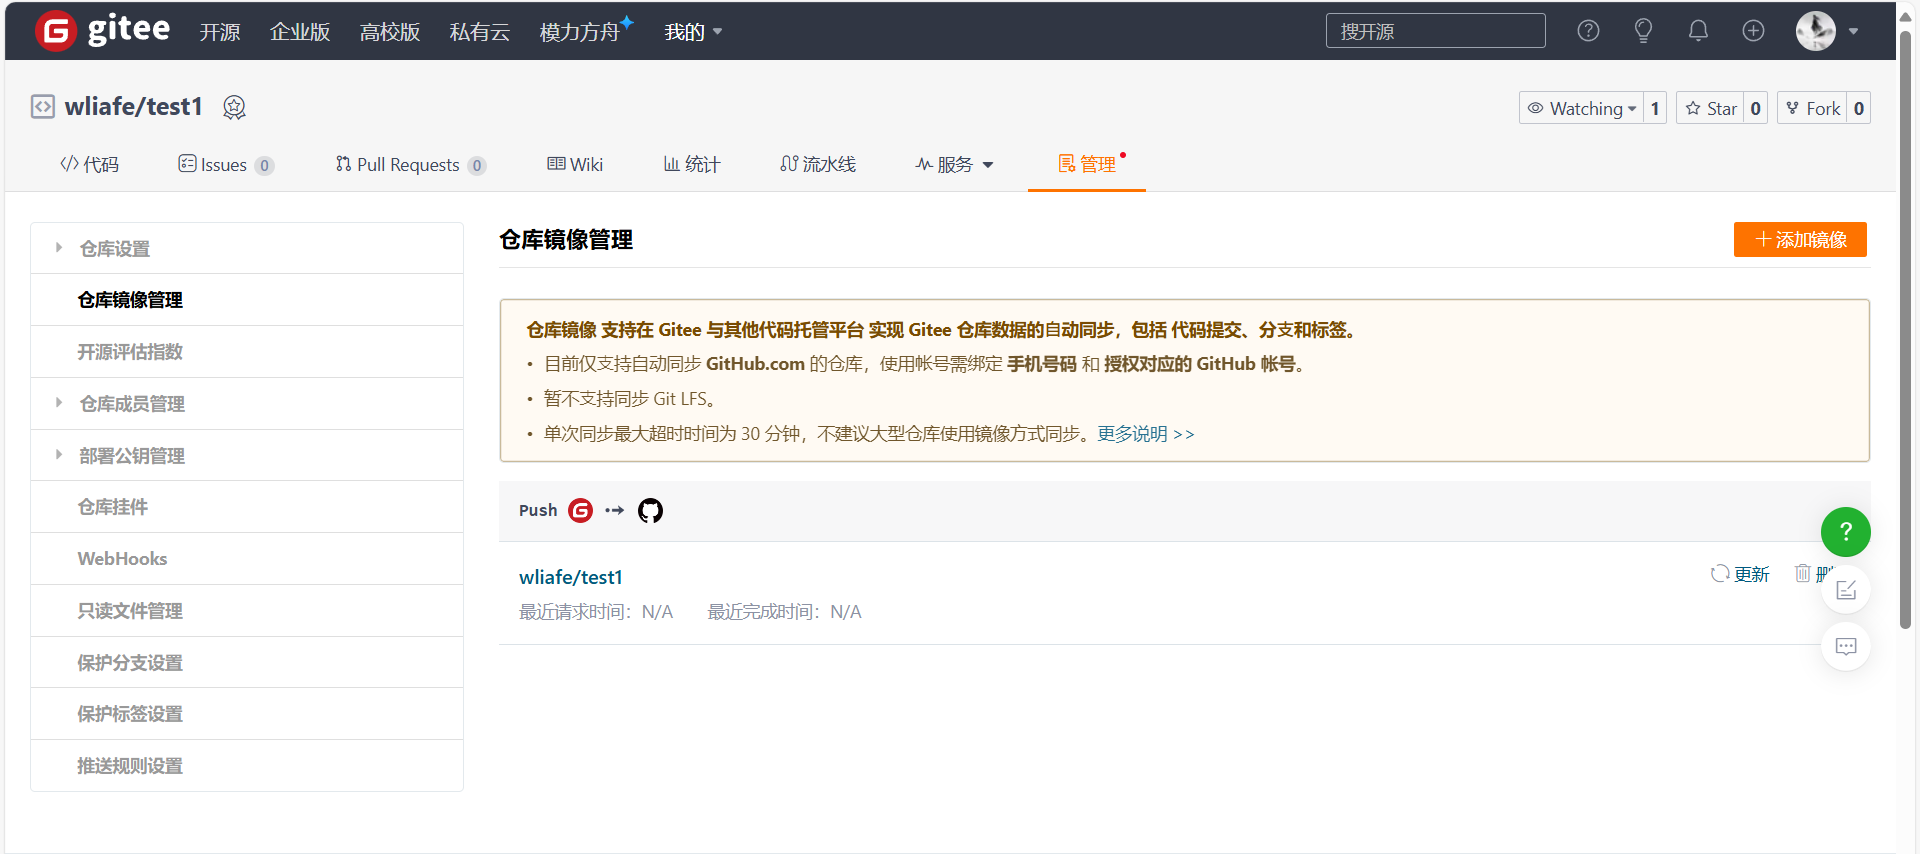 gitee 开源 企业版 高校版 私有云 模力方舟 我的 搜开源
wliafe/test1 Watching 1 Star 0 Fork 0
代码 Issues 0 Pull Requests 0 Wiki 统计 流水线 服务 管理
仓库设置
仓库镜像管理
开源评估指数
仓库成员管理
部署公钥管理
仓库挂件
WebHooks
只读文件管理
保护分支设置
保护标签设置
推送规则设置
仓库镜像管理 添加镜像
仓库镜像 支持在 Gitee 与其他代码托管平台 实现 Gitee 仓库数据的自动同步，包括 代码提交、分支和标签。
• 目前仅支持自动同步 GitHub.com 的仓库，使用帐号需绑定 手机号码 和 授权对应的 GitHub 帐号。
• 暂不支持同步 Git LFS。
• 单次同步最大超时时间为 30 分钟，不建议大型仓库使用镜像方式同步。更多说明 >>
Push
wliafe/test1 更新
最近请求时间：N/A 最近完成时间：N/A